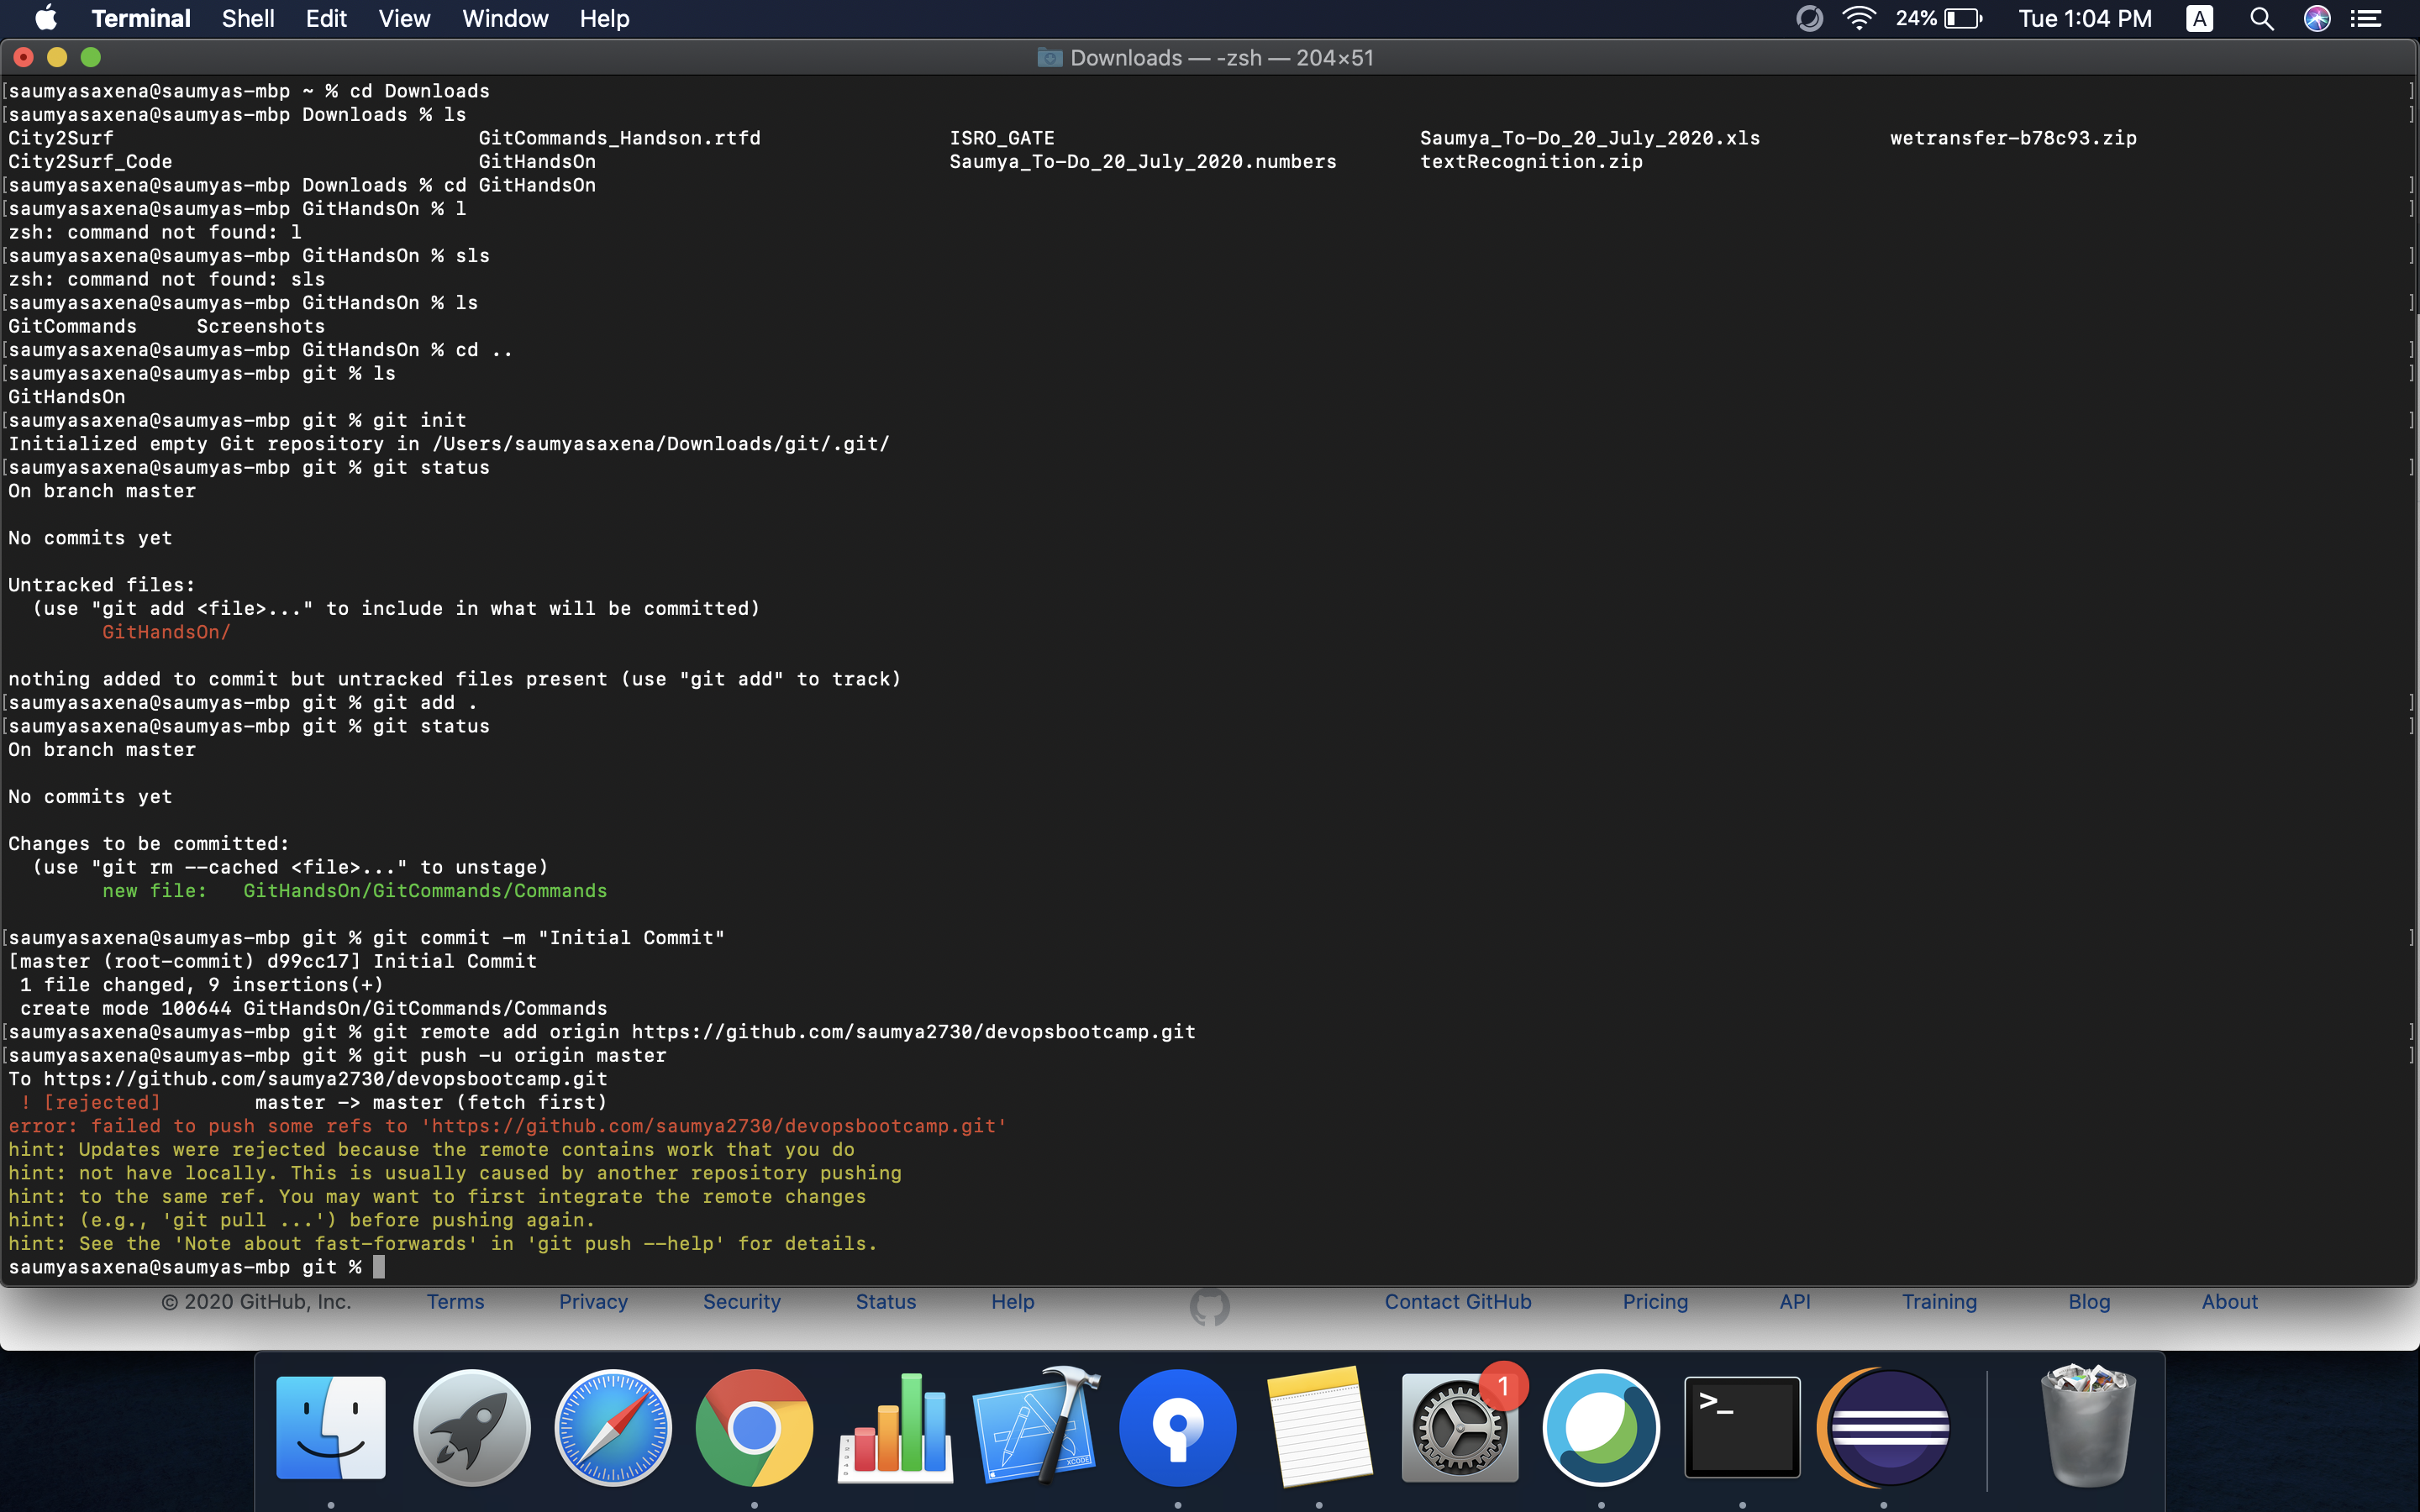 Terminal Shell Edit View Window Help 24% Tue 1:04 PM A
Downloads — -zsh — 204×51
[saumyasaxena@saumyas-mbp ~ % cd Downloads ]
[saumyasaxena@saumyas-mbp Downloads % ls ]
City2Surf GitCommands_Handson.rtfd ISRO_GATE Saumya_To-Do_20_July_2020.xls wetransfer-b78c93.zip
City2Surf_Code GitHandsOn Saumya_To-Do_20_July_2020.numbers textRecognition.zip
[saumyasaxena@saumyas-mbp Downloads % cd GitHandsOn ]
[saumyasaxena@saumyas-mbp GitHandsOn % l ]
zsh: command not found: l
[saumyasaxena@saumyas-mbp GitHandsOn % sls ]
zsh: command not found: sls
[saumyasaxena@saumyas-mbp GitHandsOn % ls ]
GitCommands Screenshots
[saumyasaxena@saumyas-mbp GitHandsOn % cd .. ]
[saumyasaxena@saumyas-mbp git % ls ]
GitHandsOn
[saumyasaxena@saumyas-mbp git % git init ]
Initialized empty Git repository in /Users/saumyasaxena/Downloads/git/.git/
[saumyasaxena@saumyas-mbp git % git status ]
On branch master
No commits yet
Untracked files:
(use "git add <file>..." to include in what will be committed)
GitHandsOn/
nothing added to commit but untracked files present (use "git add" to track)
[saumyasaxena@saumyas-mbp git % git add . ]
[saumyasaxena@saumyas-mbp git % git status ]
On branch master
No commits yet
Changes to be committed:
(use "git rm --cached <file>..." to unstage)
new file: GitHandsOn/GitCommands/Commands
[saumyasaxena@saumyas-mbp git % git commit -m "Initial Commit" ]
[master (root-commit) d99cc17] Initial Commit
1 file changed, 9 insertions(+)
create mode 100644 GitHandsOn/GitCommands/Commands
[saumyasaxena@saumyas-mbp git % git remote add origin https://github.com/saumya2730/devopsbootcamp.git ]
[saumyasaxena@saumyas-mbp git % git push -u origin master ]
To https://github.com/saumya2730/devopsbootcamp.git
! [rejected] master -> master (fetch first)
error: failed to push some refs to 'https://github.com/saumya2730/devopsbootcamp.git'
hint: Updates were rejected because the remote contains work that you do
hint: not have locally. This is usually caused by another repository pushing
hint: to the same ref. You may want to first integrate the remote changes
hint: (e.g., 'git pull ...') before pushing again.
hint: See the 'Note about fast-forwards' in 'git push --help' for details.
saumyasaxena@saumyas-mbp git %
© 2020 GitHub, Inc. Terms Privacy Security Status Help Contact GitHub Pricing API Training Blog About
1
>_
XCODE